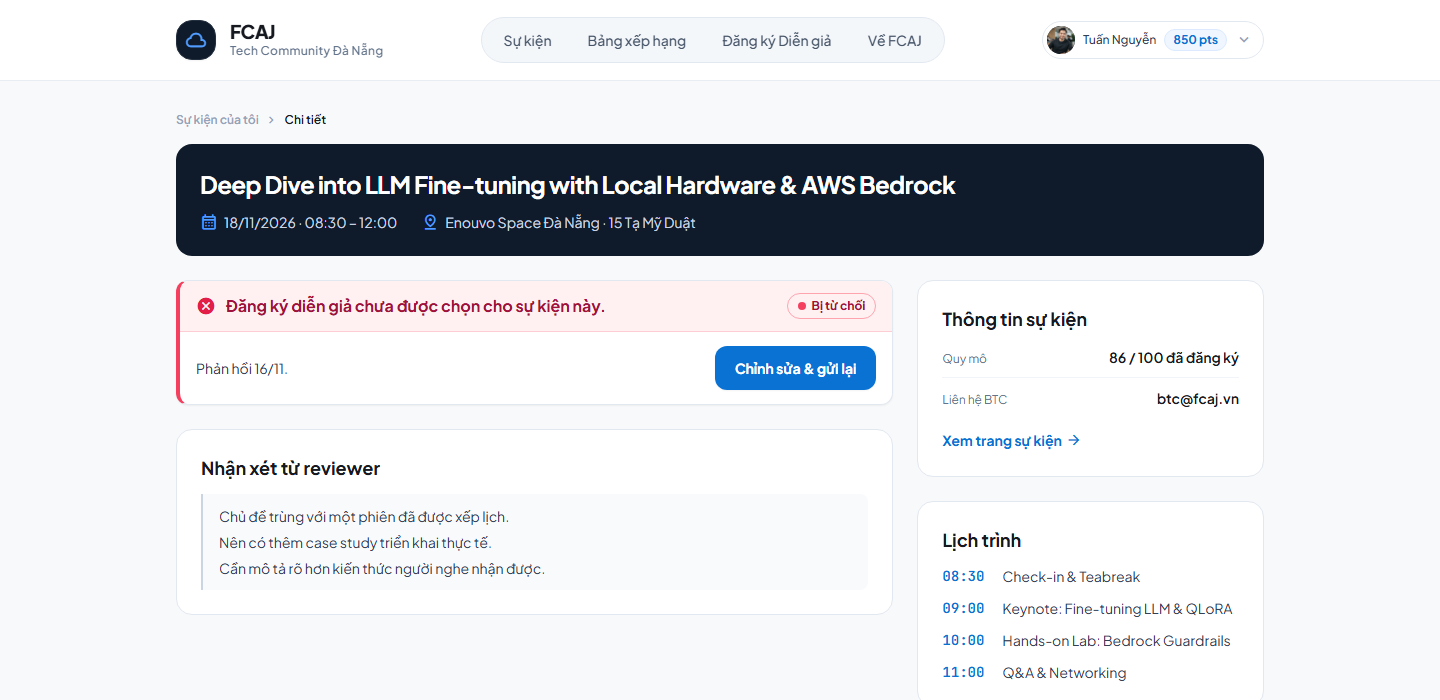 FCAJ
Tech Community Đà Nẵng
Sự kiện
Bảng xếp hạng
Đăng ký Diễn giả
Về FCAJ
Tuấn Nguyễn
850 pts
Sự kiện của tôi > Chi tiết
Deep Dive into LLM Fine-tuning with Local Hardware & AWS Bedrock
18/11/2026 · 08:30 – 12:00
Enouvo Space Đà Nẵng · 15 Tạ Mỹ Duật
Đăng ký diễn giả chưa được chọn cho sự kiện này.
Bị từ chối
Phản hồi 16/11.
Chỉnh sửa & gửi lại
Nhận xét từ reviewer
Chủ đề trùng với một phiên đã được xếp lịch.
Nên có thêm case study triển khai thực tế.
Cần mô tả rõ hơn kiến thức người nghe nhận được.
Thông tin sự kiện
Quy mô
86 / 100 đã đăng ký
Liên hệ BTC
btc@fcaj.vn
Xem trang sự kiện →
Lịch trình
08:30 Check-in & Teabreak
09:00 Keynote: Fine-tuning LLM & QLoRA
10:00 Hands-on Lab: Bedrock Guardrails
11:00 Q&A & Networking